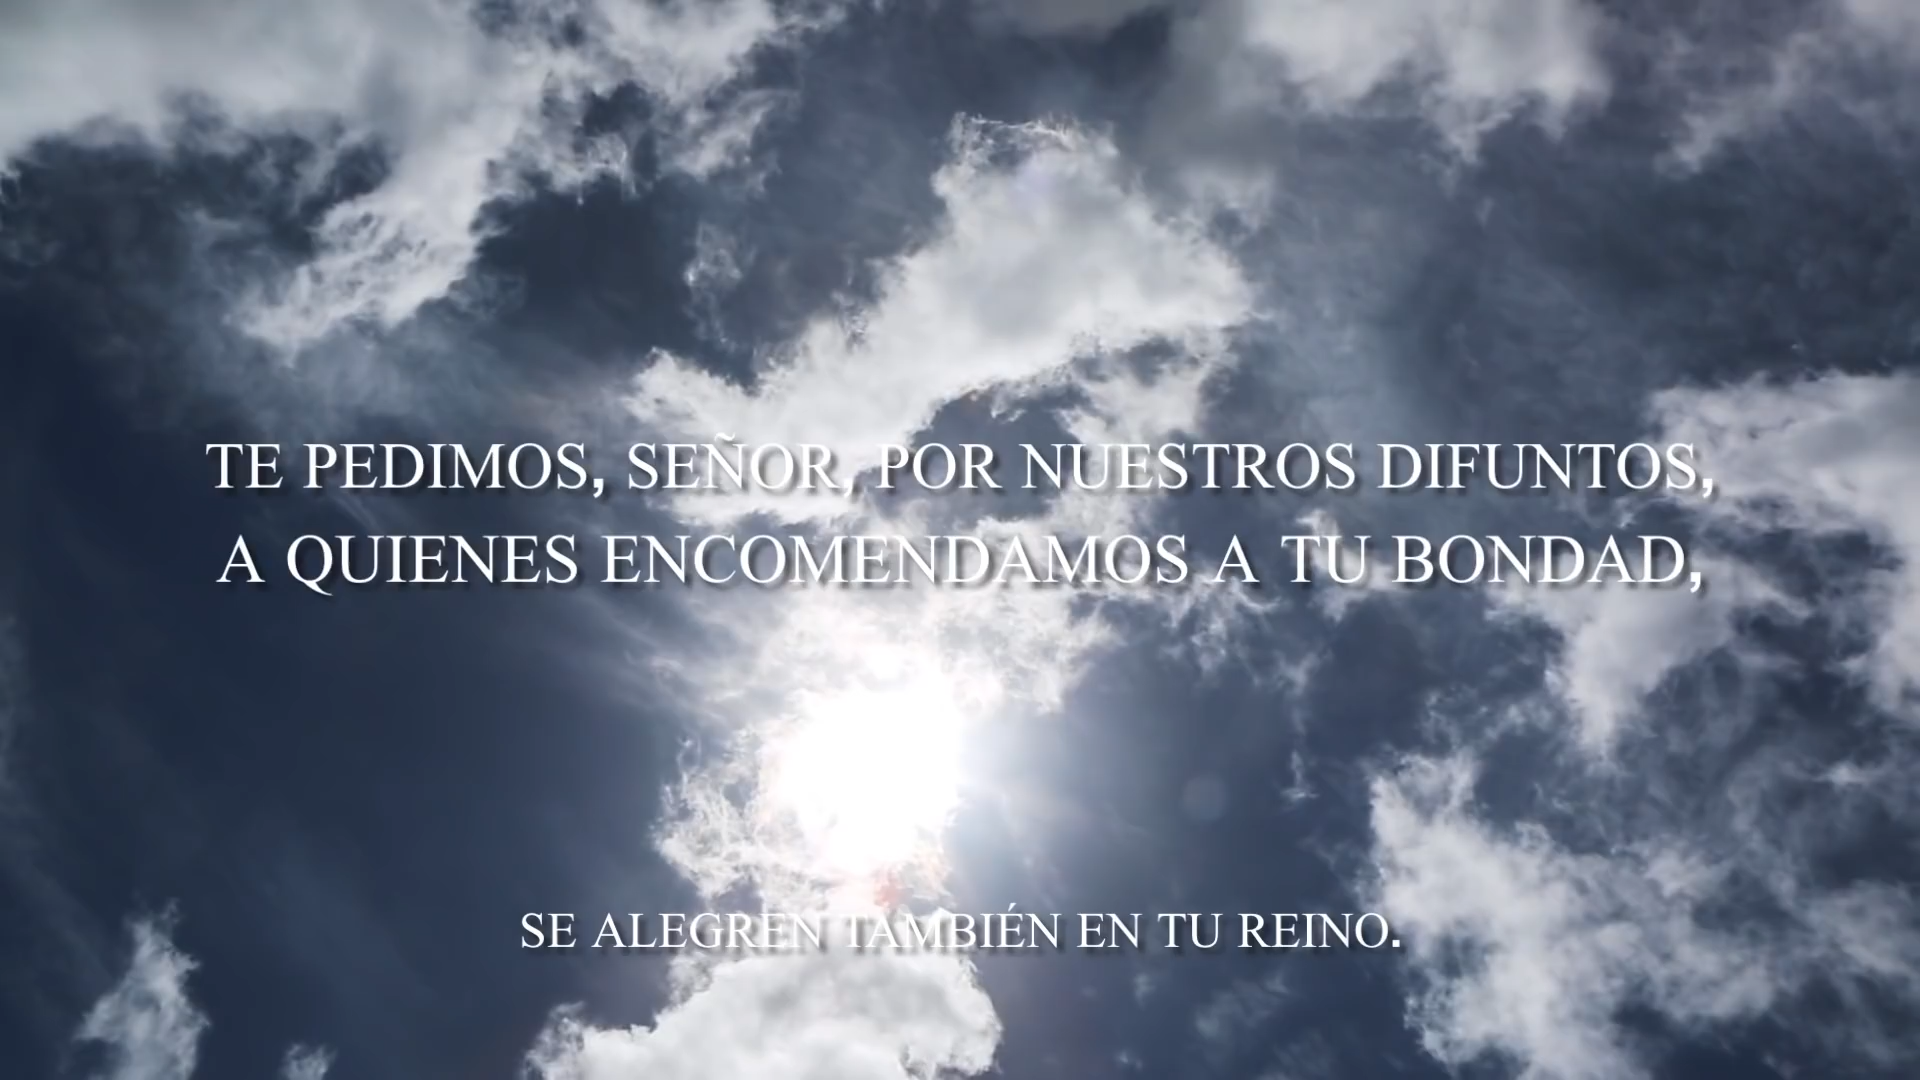 TE PEDIMOS, SEÑOR, POR NUESTROS DIFUNTOS,
A QUIENES ENCOMENDAMOS A TU BONDAD,
SE ALEGREN TAMBIÉN EN TU REINO.